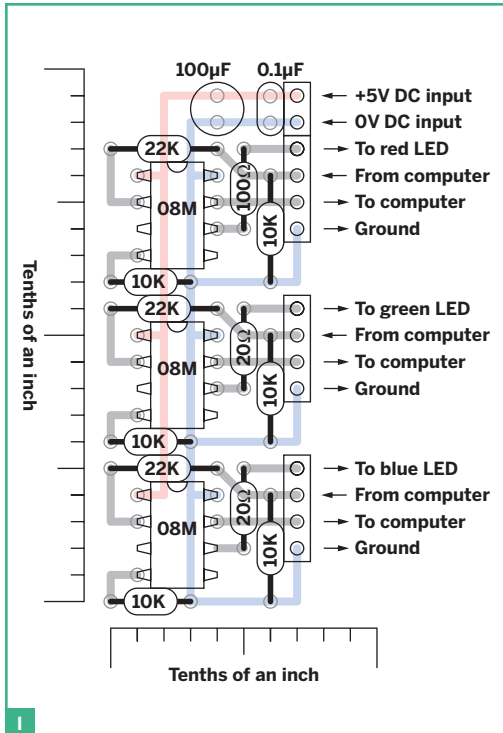 100µF 0.1µF
+5V DC input
0V DC input
22K
To red LED
100Ω
From computer
08M
To computer
10K
Ground
10K
22K
To green LED
20Ω
From computer
08M
To computer
10K
Ground
10K
22K
To blue LED
20Ω
From computer
08M
To computer
10K
Ground
10K
Tenths of an inch
Tenths of an inch
I